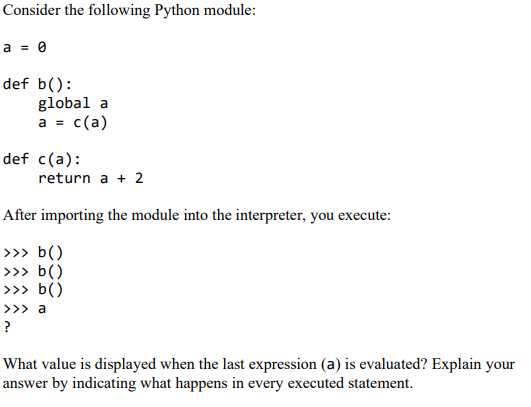 Consider the following Python module:
a = 0
def b():
    global a
    a = c(a)
def c(a):
    return a + 2
After importing the module into the interpreter, you execute:
>>> b()
>>> b()
>>> b()
>>> a
?
What value is displayed when the last expression (a) is evaluated? Explain your
answer by indicating what happens in every executed statement.